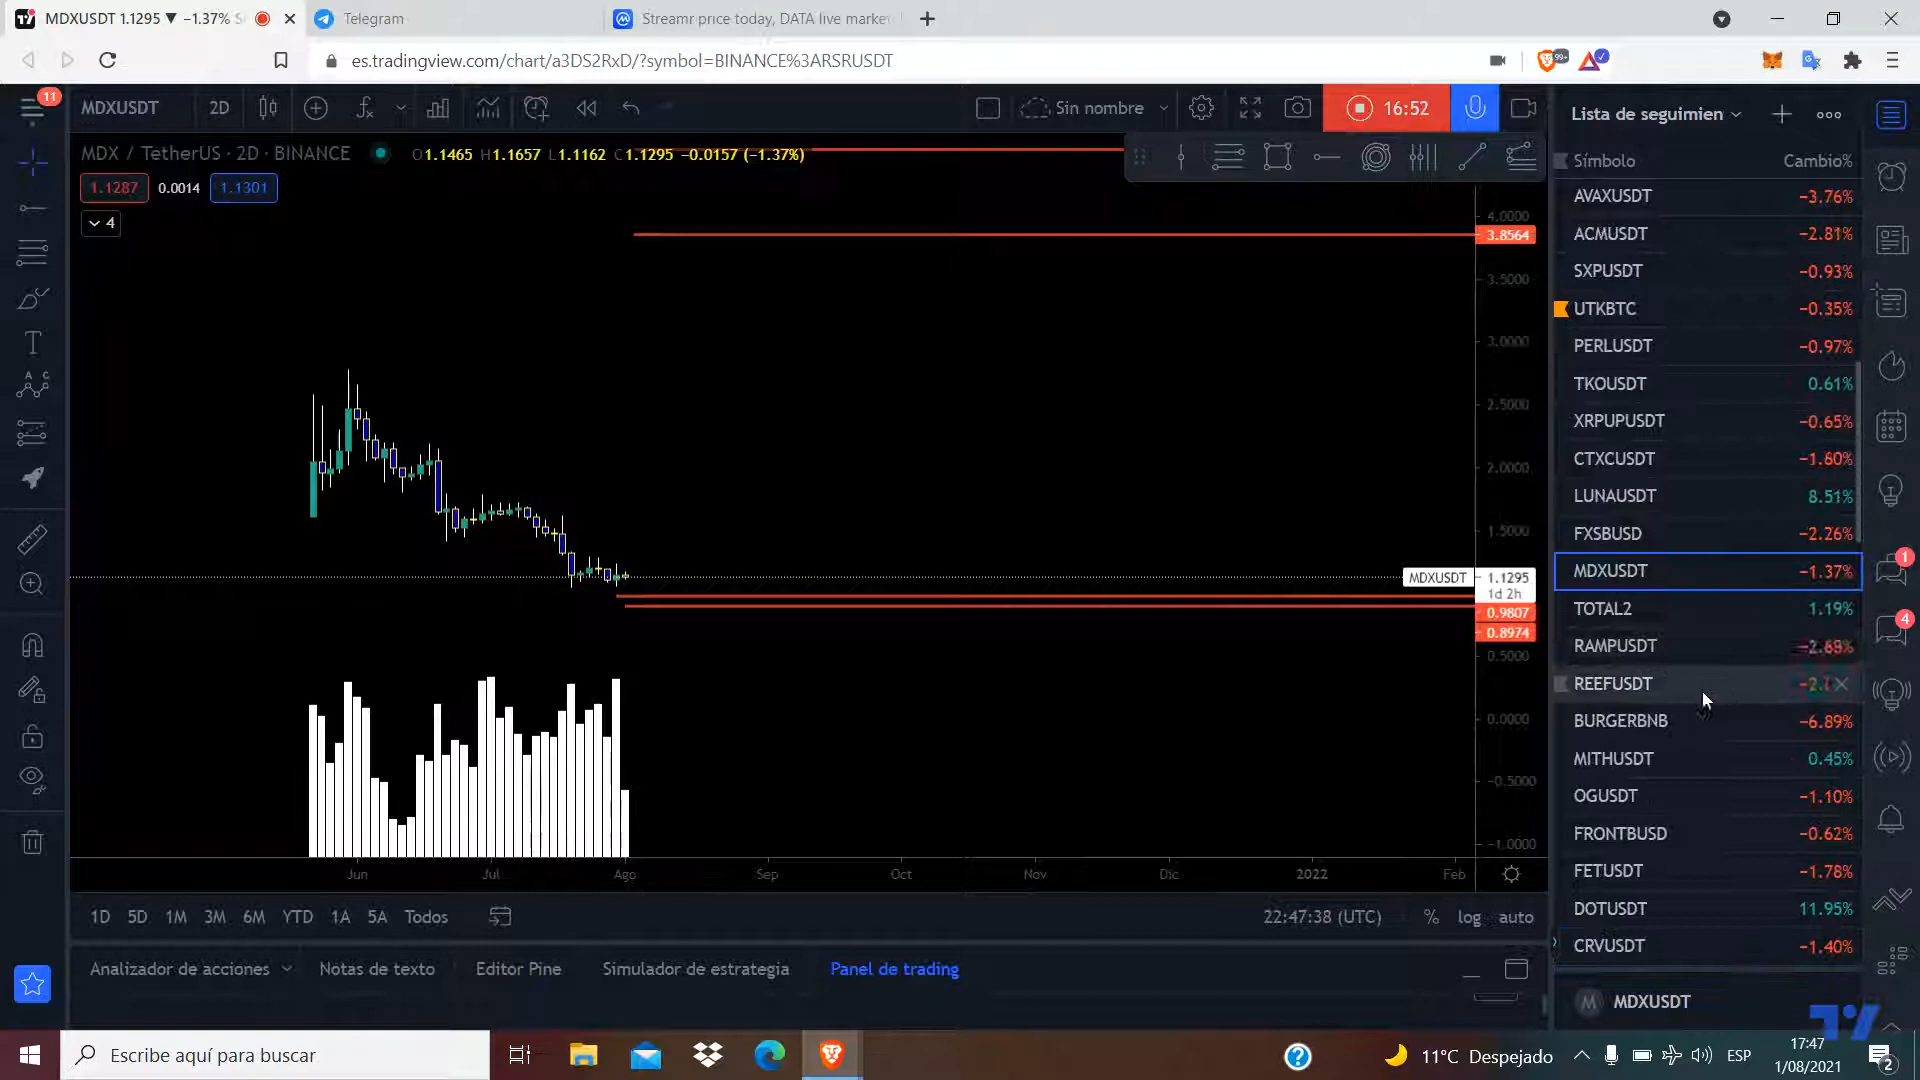 MDXUSDT 1.1295 ▼ −1.37%
Telegram
Streamr price today, DATA live marke
es.tradingview.com/chart/a3DS2RxD/?symbol=BINANCE%3ARSRUSDT
99+
11
MDXUSDT
2D
Sin nombre
16:52
Lista de seguimien
MDX / TetherUS · 2D · BINANCE
O1.1465 H1.1657 L1.1162 C1.1295 −0.0157 (−1.37%)
1.1287
0.0014
1.1301
4
Símbolo
Cambio%
AVAXUSDT −3.76%
ACMUSDT −2.81%
SXPUSDT −0.93%
UTKBTC −0.35%
PERLUSDT −0.97%
TKOUSDT 0.61%
XRPUPUSDT −0.65%
CTXCUSDT −1.60%
LUNAUSDT 8.51%
FXSBUSD −2.26%
MDXUSDT −1.37%
TOTAL2 1.19%
RAMPUSDT
REEFUSDT
BURGERBNB −6.89%
MITHUSDT 0.45%
OGUSDT −1.10%
FRONTBUSD −0.62%
FETUSDT −1.78%
DOTUSDT 11.95%
CRVUSDT −1.40%
MDXUSDT
1
4
4.0000
3.8564
3.5000
3.0000
2.5000
2.0000
1.5000
MDXUSDT 1.1295
1d 2h
0.9807
0.8974
0.5000
0.0000
−0.5000
−1.0000
Jun Jul Ago Sep Oct Nov Dic 2022 Feb
1D 5D 1M 3M 6M YTD 1A 5A Todos
22:47:38 (UTC) % log auto
Analizador de acciones Notas de texto Editor Pine Simulador de estrategia Panel de trading
Escribe aquí para buscar
11°C Despejado
ESP
17:47
1/08/2021
2